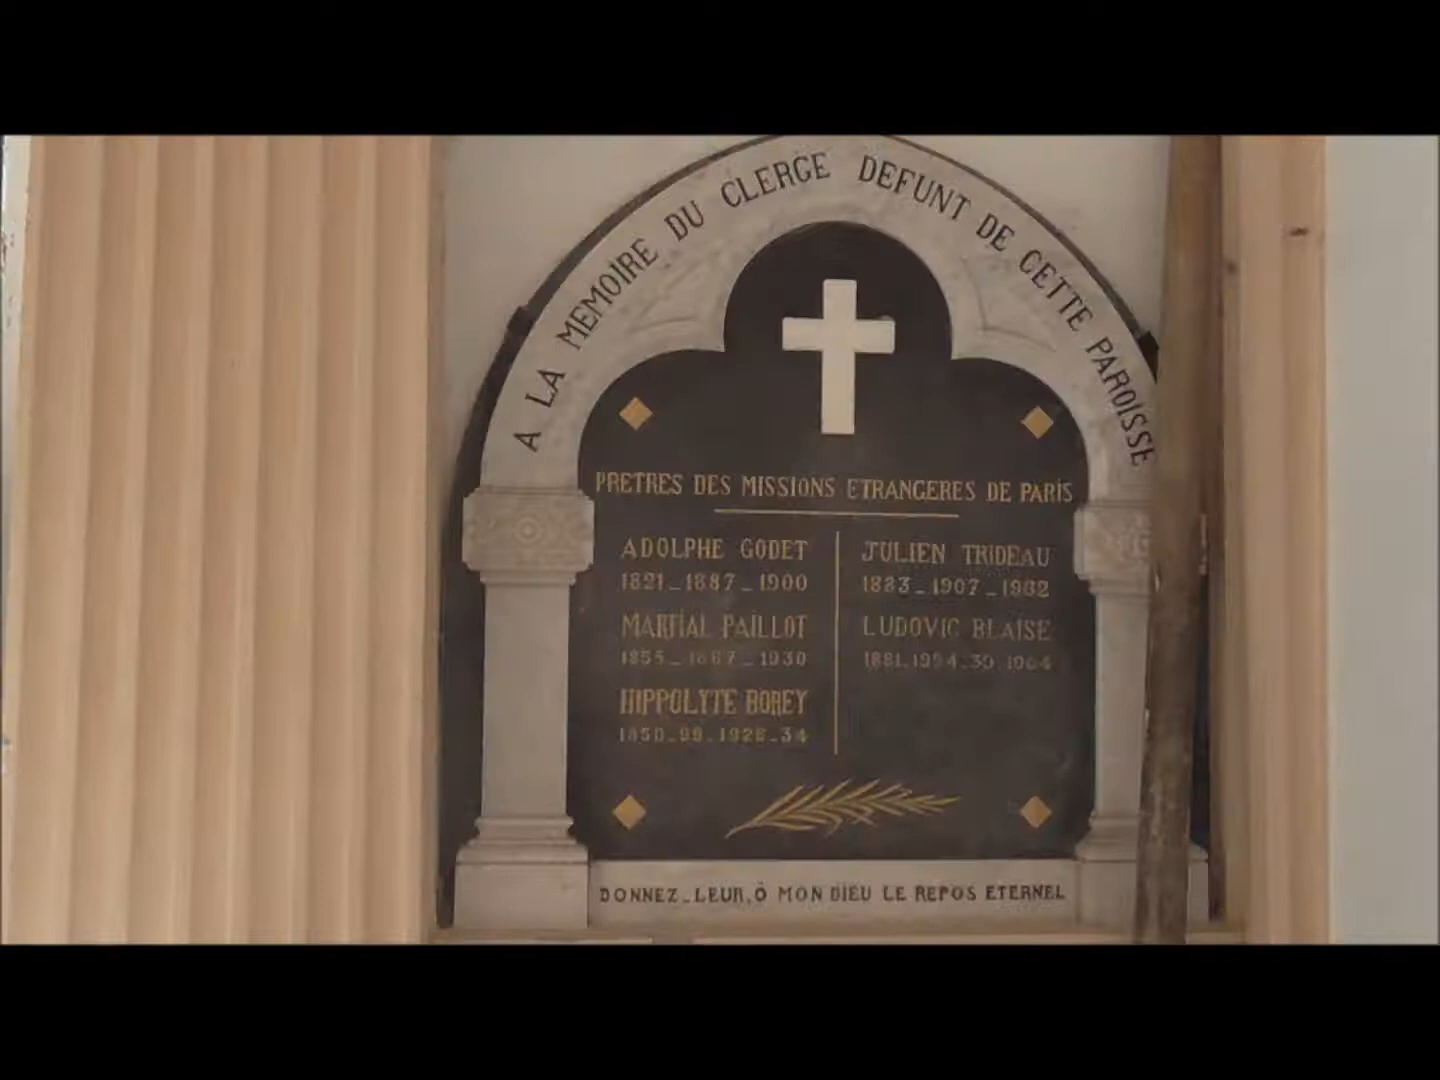 A LA MEMOIRE DU CLERGE DEFUNT DE CETTE PAROISSE
PRETRES DES MISSIONS ETRANGERES DE PARIS
ADOLPHE GODET
1821_1887_1900
MARTIAL PAILLOT
1855_1887_1930
HIPPOLYTE BOREY
JULIEN TRIDEAU
1883_1907_1962
LUDOVIC BLAISE
DONNEZ_LEUR, Ô MON DIEU LE REPOS ETERNEL